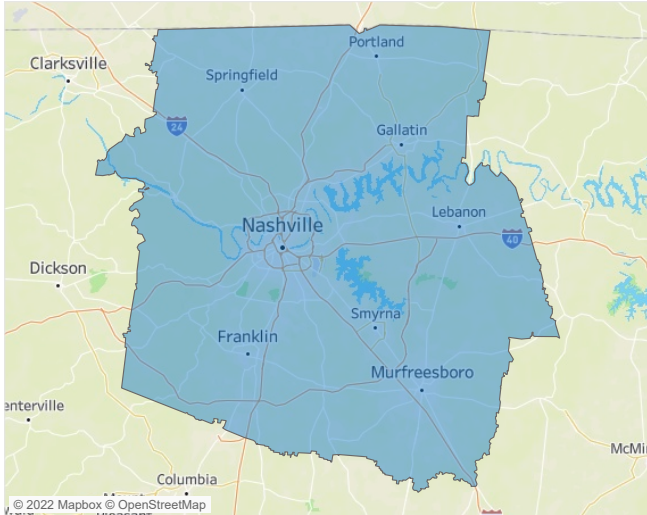 Portland
Clarksville
Springfield
24
Gallatin
Lebanon
Nashville
40
Dickson
Smyrna
Franklin
Murfreesboro
enterville
McMi
Columbia
© 2022 Mapbox © OpenStreetMap